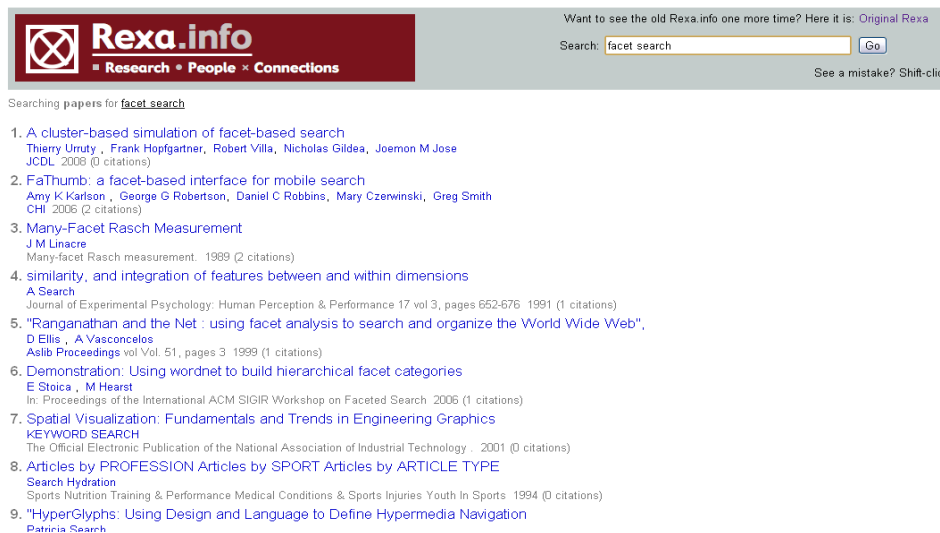 Want to see the old Rexa.info one more time? Here it is: Original Rexa
Rexa.info
Research • People × Connections
Search: facet search Go
See a mistake? Shift-clic
Searching papers for facet search
1. A cluster-based simulation of facet-based search
Thierry Urruty , Frank Hopfgartner, Robert Villa, Nicholas Gildea, Joemon M Jose
JCDL 2008 (0 citations)
2. FaThumb: a facet-based interface for mobile search
Amy K Karlson , George G Robertson, Daniel C Robbins, Mary Czerwinski, Greg Smith
CHI 2006 (2 citations)
3. Many-Facet Rasch Measurement
J M Linacre
Many-facet Rasch measurement. 1989 (2 citations)
4. similarity, and integration of features between and within dimensions
A Search
Journal of Experimental Psychology: Human Perception & Performance 17 vol 3, pages 652-676 1991 (1 citations)
5. "Ranganathan and the Net : using facet analysis to search and organize the World Wide Web",
D Ellis , A Vasconcelos
Aslib Proceedings vol Vol. 51, pages 3 1999 (1 citations)
6. Demonstration: Using wordnet to build hierarchical facet categories
E Stoica , M Hearst
In: Proceedings of the International ACM SIGIR Workshop on Faceted Search 2006 (1 citations)
7. Spatial Visualization: Fundamentals and Trends in Engineering Graphics
KEYWORD SEARCH
The Official Electronic Publication of the National Association of Industrial Technology . 2001 (0 citations)
8. Articles by PROFESSION Articles by SPORT Articles by ARTICLE TYPE
Search Hydration
Sports Nutrition Training & Performance Medical Conditions & Sports Injuries Youth In Sports 1994 (0 citations)
9. "HyperGlyphs: Using Design and Language to Define Hypermedia Navigation
Patricia Search